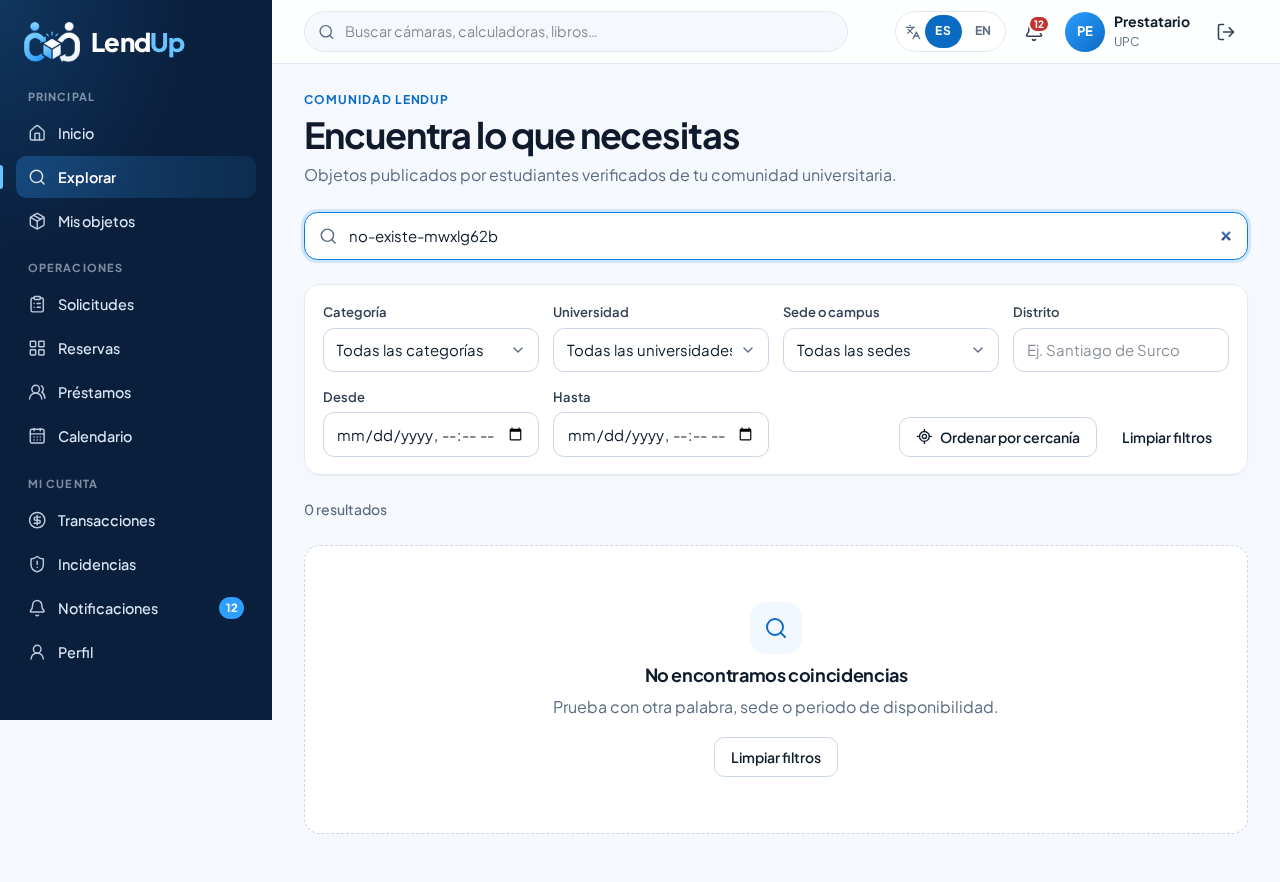 LendUp
PRINCIPAL
Inicio
Explorar
Mis objetos
OPERACIONES
Solicitudes
Reservas
Préstamos
Calendario
MI CUENTA
Transacciones
Incidencias
Notificaciones 12
Perfil
Buscar cámaras, calculadoras, libros...
ES EN
12
PE
Prestatario
UPC
COMUNIDAD LENDUP
Encuentra lo que necesitas
Objetos publicados por estudiantes verificados de tu comunidad universitaria.
no-existe-mwxlg62b
Categoría Universidad Sede o campus Distrito
Todas las categorías Todas las universidades Todas las sedes Ej. Santiago de Surco
Desde Hasta
mm/dd/yyyy, --:-- -- mm/dd/yyyy, --:-- -- Ordenar por cercanía Limpiar filtros
0 resultados
No encontramos coincidencias
Prueba con otra palabra, sede o periodo de disponibilidad.
Limpiar filtros